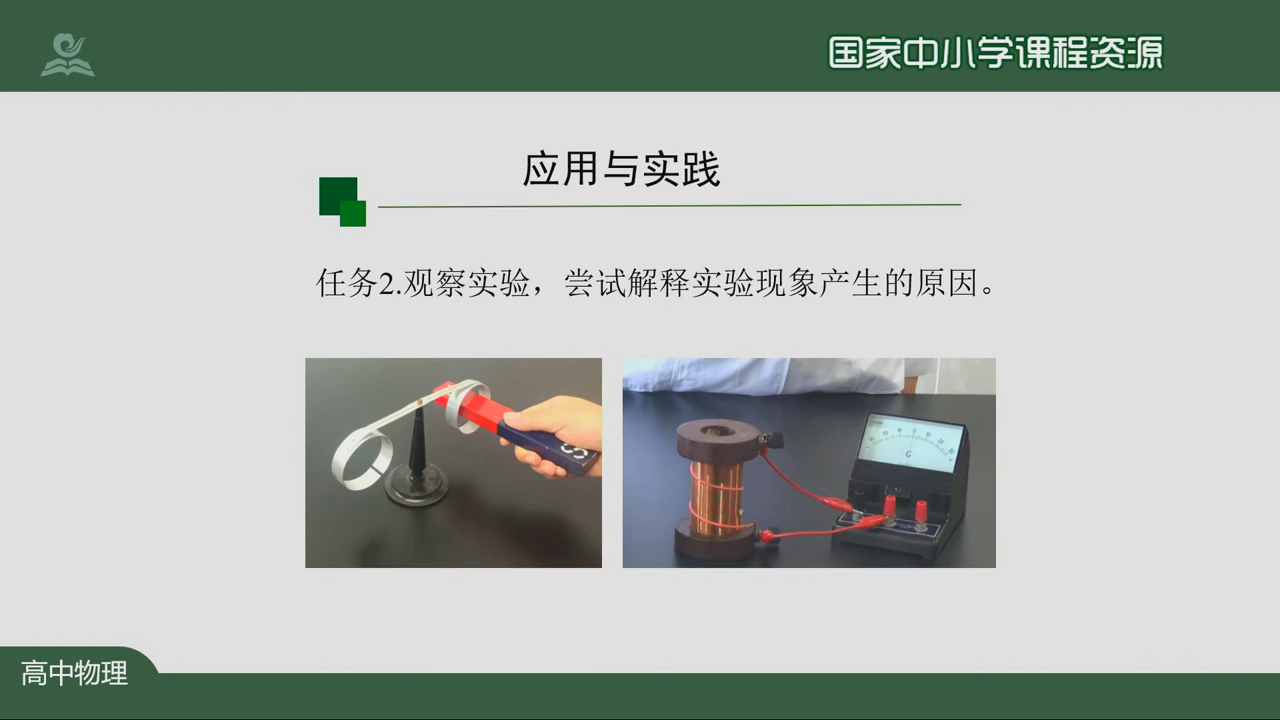 国家中小学课程资源
应用与实践
任务2.观察实验，尝试解释实验现象产生的原因。
S
G
高中物理